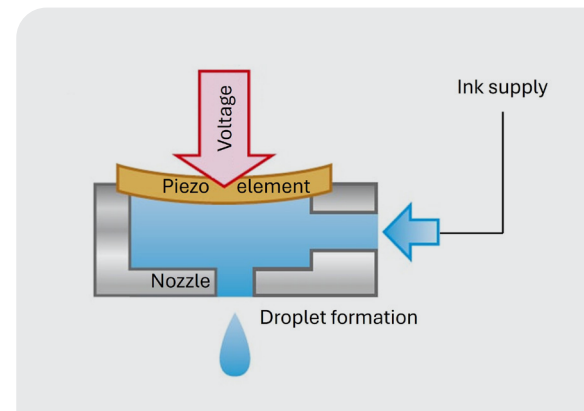 Ink supply
Voltage
Piezo element
Nozzle
Droplet formation